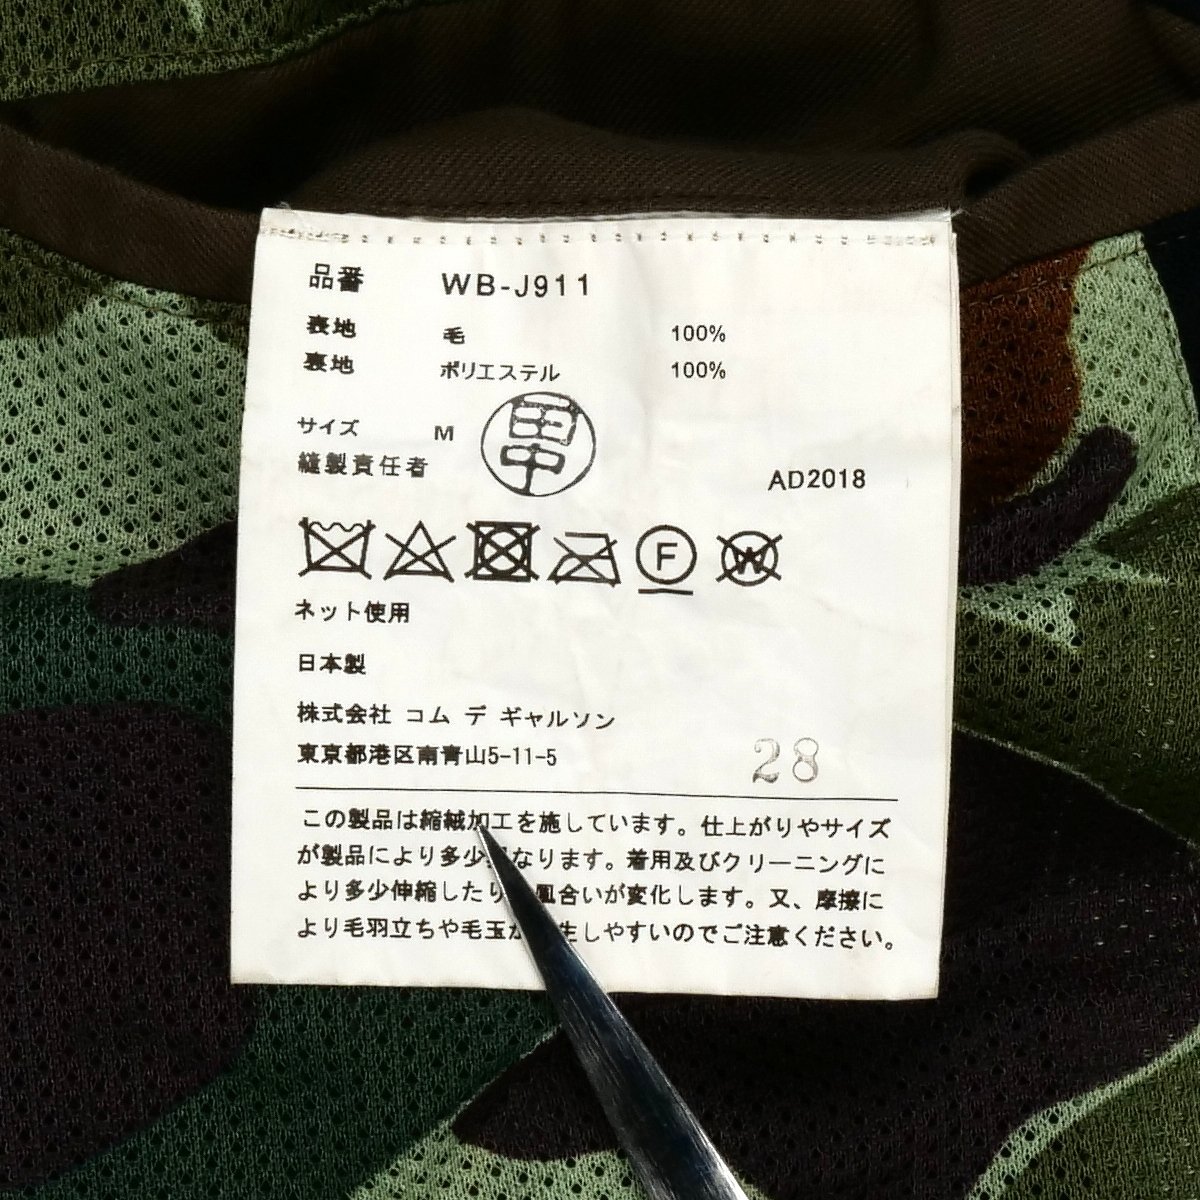 品番 WB-J911
表地 毛 100%
裏地 ポリエステル 100%
サイズ M
田中
縫製責任者
AD2018
F
W
ネット使用
日本製
株式会社 コム デ ギャルソン
東京都港区南青山5-11-5
28
この製品は縮絨加工を施しています。仕上がりやサイズ
が製品により多少 なります。着用及びクリーニングに
より多少伸縮したり 風合いが変化します。又、摩擦に
より毛羽立ちや毛玉が 生しやすいのでご注意ください。